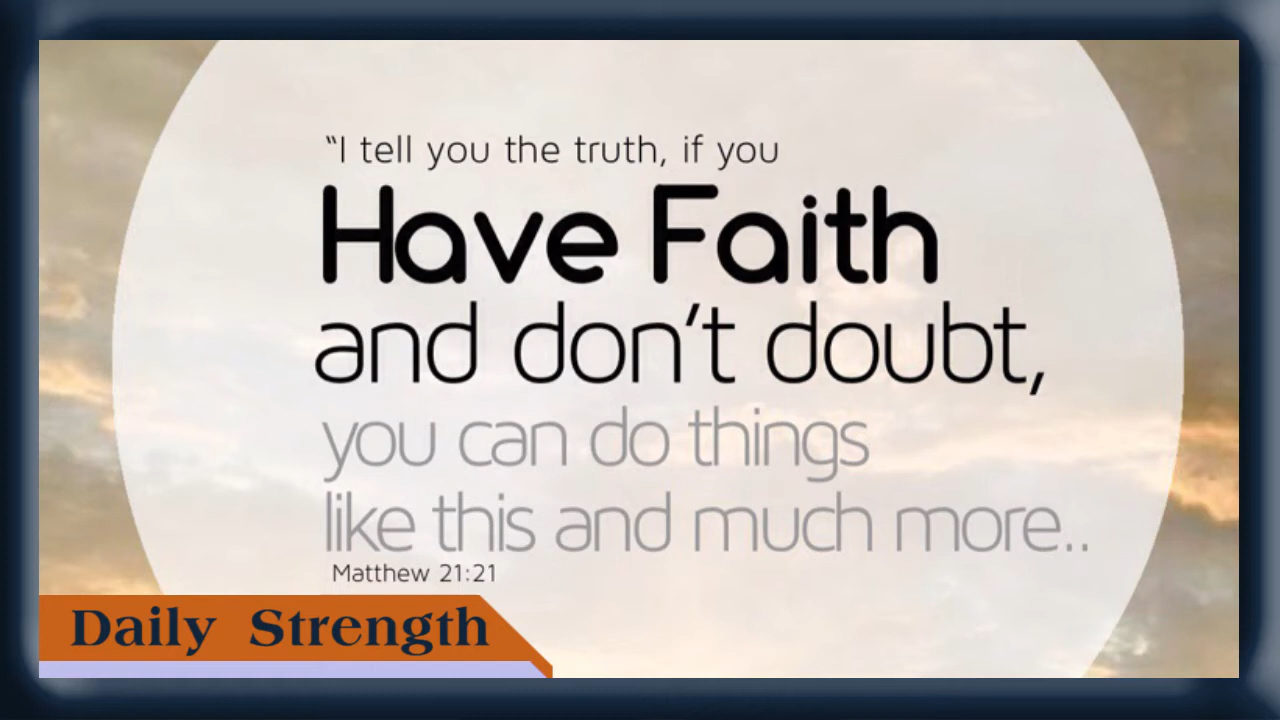 “I tell you the truth, if you
Have Faith
and don’t doubt,
you can do things
like this and much more..
Matthew 21:21
Daily Strength